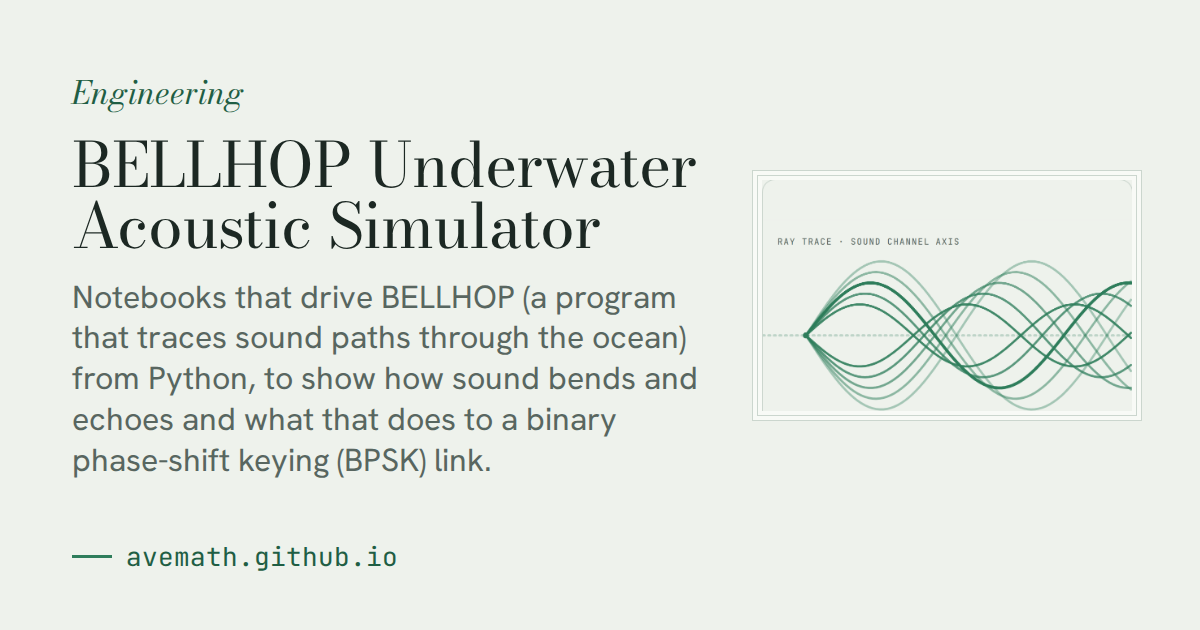 Engineering
BELLHOP Underwater
Acoustic Simulator
Notebooks that drive BELLHOP (a program
that traces sound paths through the ocean)
from Python, to show how sound bends and
echoes and what that does to a binary
phase-shift keying (BPSK) link.
avemath.github.io
RAY TRACE · SOUND CHANNEL AXIS